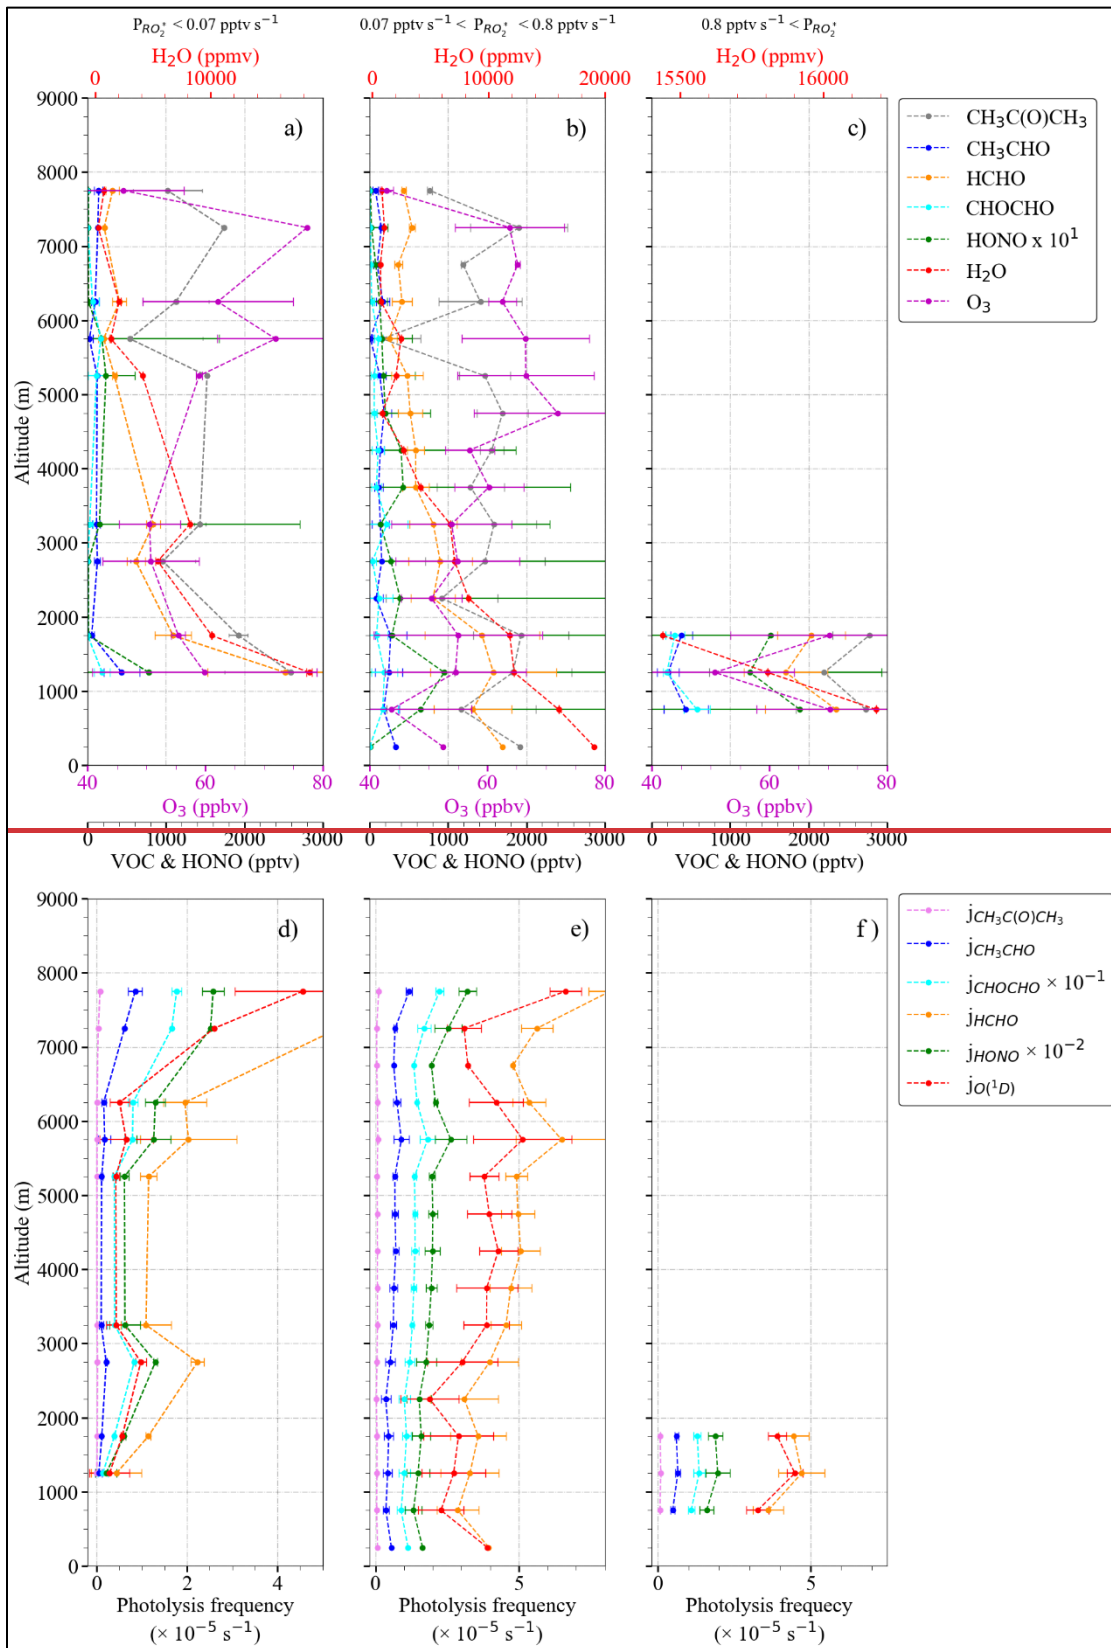 P_{RO_2^*} < 0.07 pptv s^{-1}
0.07 pptv s^{-1} < P_{RO_2^*} < 0.8 pptv s^{-1}
0.8 pptv s^{-1} < P_{RO_2^*}
H₂O (ppmv)
H₂O (ppmv)
H₂O (ppmv)
0 10000
0 10000 20000
15500 16000
a)
b)
c)
9000
8000
7000
6000
5000
4000
3000
2000
1000
0
Altitude (m)
40 60 80
40 60 80
40 60 80
O₃ (ppbv)
O₃ (ppbv)
O₃ (ppbv)
0 1000 2000 3000
0 1000 2000 3000
0 1000 2000 3000
VOC & HONO (pptv)
VOC & HONO (pptv)
VOC & HONO (pptv)
CH₃C(O)CH₃
CH₃CHO
HCHO
CHOCHO
HONO x 10¹
H₂O
O₃
d)
e)
f )
9000
8000
7000
6000
5000
4000
3000
2000
1000
0
Altitude (m)
0 2 4
0 5
0 5
Photolysis frequency
(× 10⁻⁵ s⁻¹)
Photolysis frequency
(× 10⁻⁵ s⁻¹)
Photolysis frequecy
(× 10⁻⁵ s⁻¹)
j_{CH₃C(O)CH₃}
j_{CH₃CHO}
j_{CHOCHO} × 10⁻¹
j_{HCHO}
j_{HONO} × 10⁻²
j_{O(¹D)}